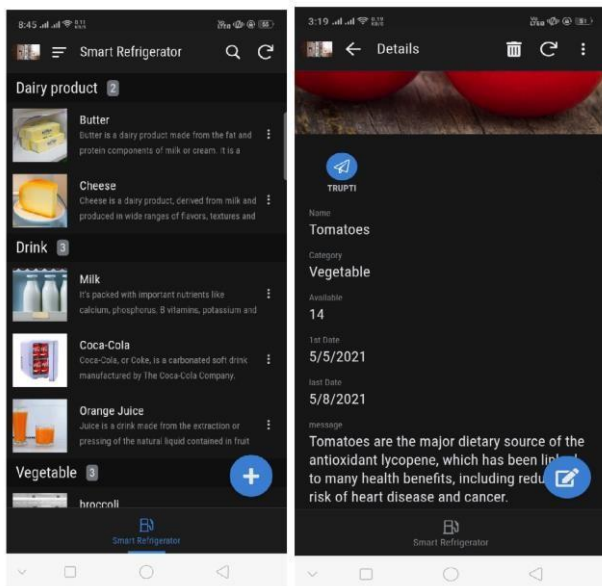 8:45
Smart Refrigerator
Dairy product 2
Butter
Butter is a dairy product made from the fat and
protein components of milk or cream. It is a
Cheese
Cheese is a dairy product, derived from milk and
produced in wide ranges of flavors, textures and
Drink 3
Milk
It's packed with important nutrients like
calcium, phosphorus, B vitamins, potassium and
Coca-Cola
Coca-Cola, or Coke, is a carbonated soft drink
manufactured by The Coca-Cola Company.
Orange Juice
Juice is a drink made from the extraction or
pressing of the natural liquid contained in fruit
Vegetable 3
broccoli
Smart Refrigerator
3:19
Details
TRUPTI
Name
Tomatoes
Category
Vegetable
Available
14
1st Date
5/5/2021
last Date
5/8/2021
message
Tomatoes are the major dietary source of the
antioxidant lycopene, which has been
to many health benefits, including
risk of heart disease and cancer.
Smart Refrigerator